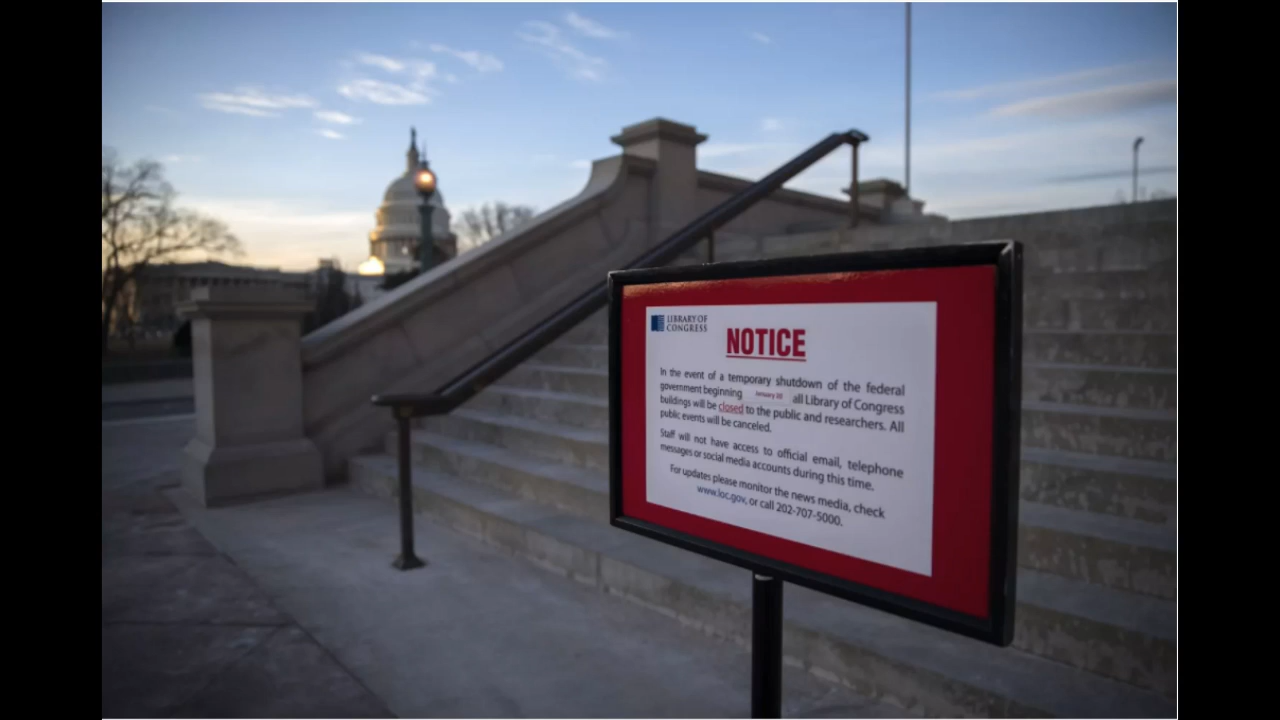 LIBRARY OF
CONGRESS
NOTICE
In the event of a temporary shutdown of the federal
government beginning January 20 all Library of Congress
buildings will be closed to the public and researchers. All
public events will be canceled.
Staff will not have access to official email, telephone
messages or social media accounts during this time.
For updates please monitor the news media, check
www.loc.gov, or call 202-707-5000.